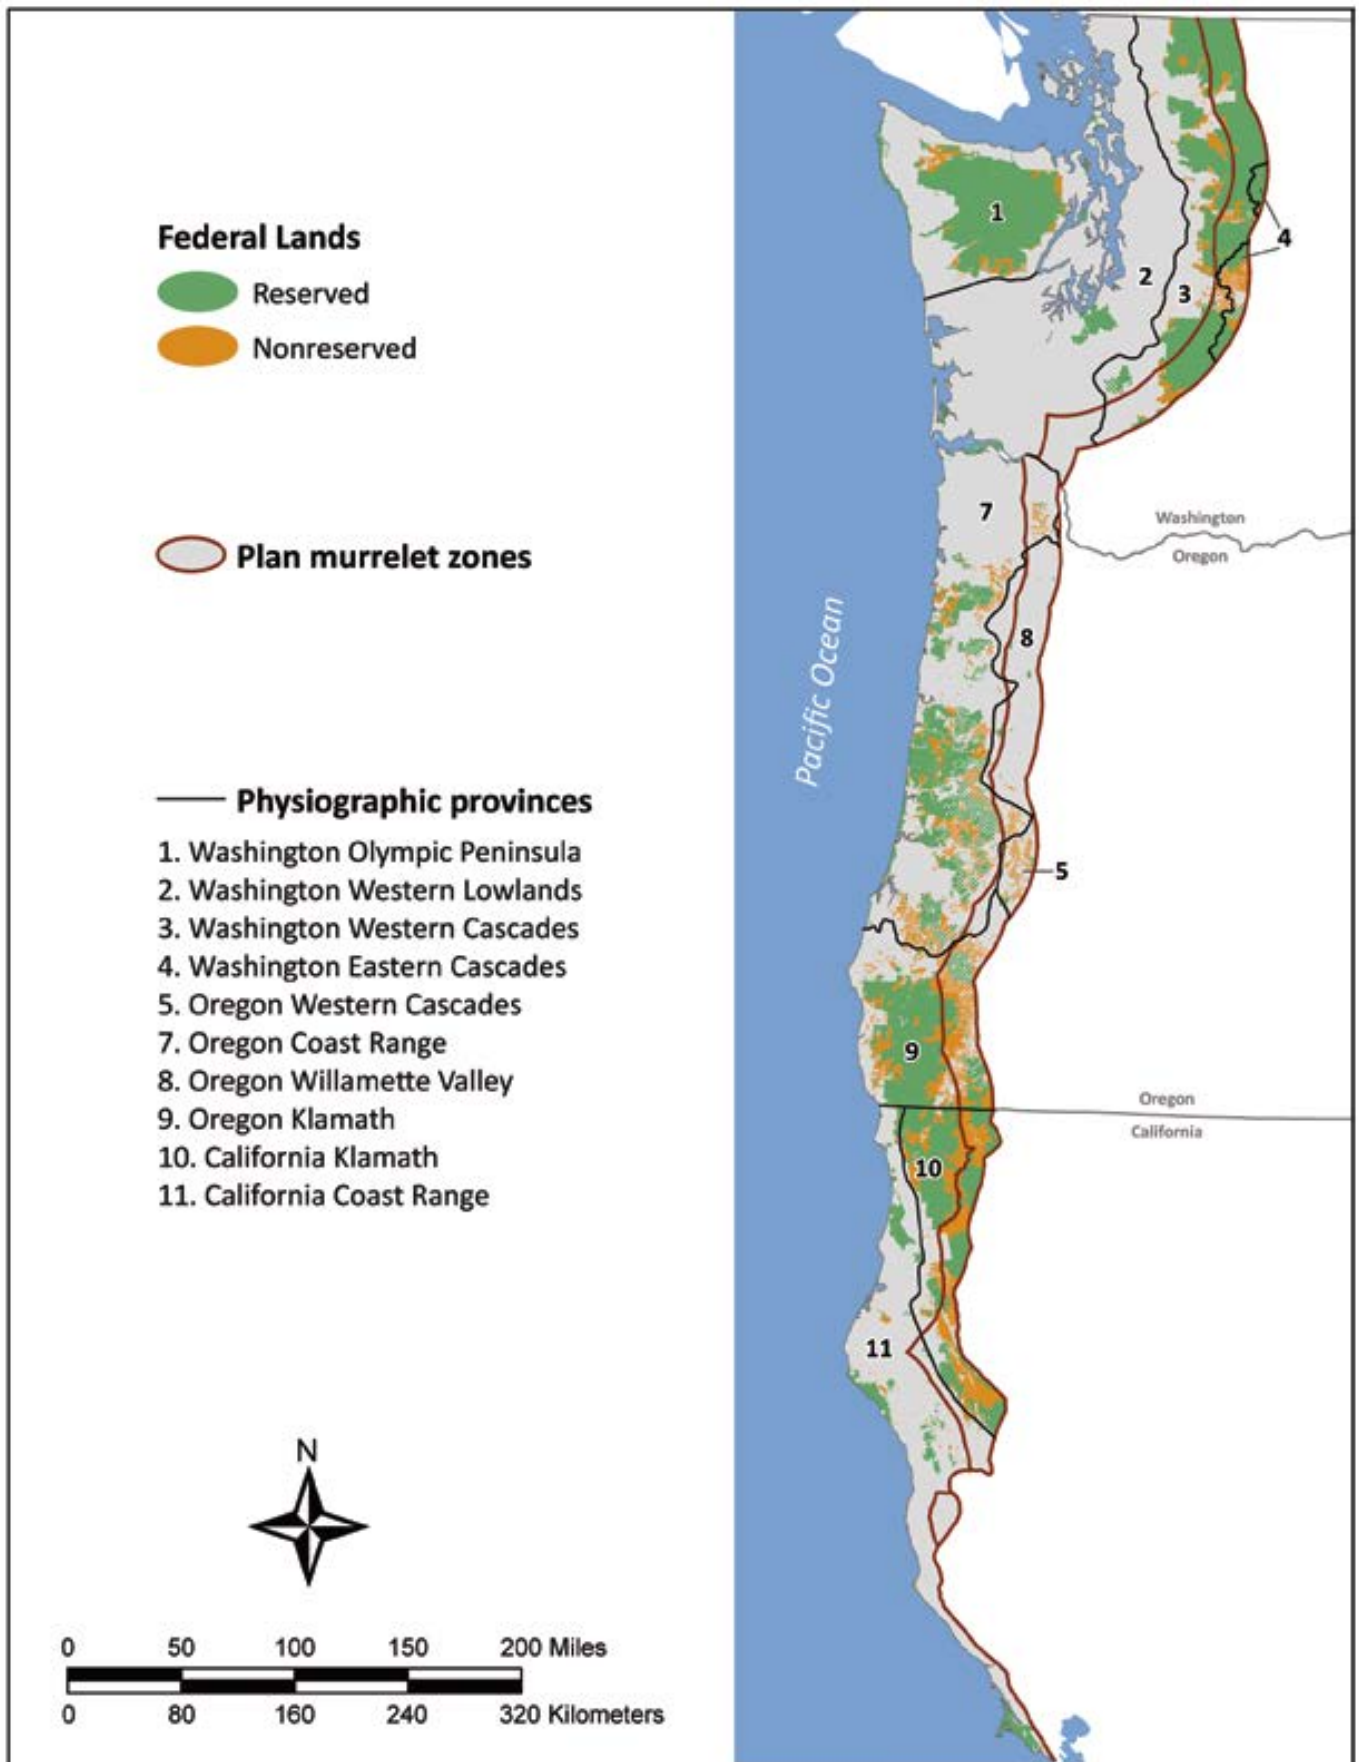 Federal Lands
Reserved
Nonreserved
Plan murrelet zones
Physiographic provinces
1. Washington Olympic Peninsula
2. Washington Western Lowlands
3. Washington Western Cascades
4. Washington Eastern Cascades
5. Oregon Western Cascades
7. Oregon Coast Range
8. Oregon Willamette Valley
9. Oregon Klamath
10. California Klamath
11. California Coast Range
N
0 50 100 150 200 Miles
0 80 160 240 320 Kilometers
Pacific Ocean
1
4
2
3
7
Washington
Oregon
8
5
9
Oregon
California
10
11